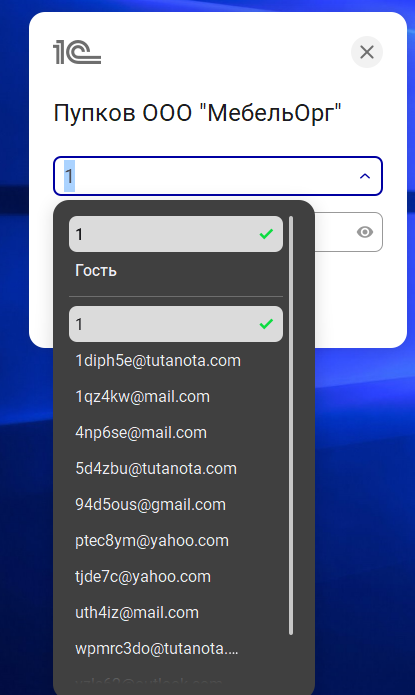 1С
Пупков ООО "МебельОрг"
1
1
Гость
1
1diph5e@tutanota.com
1qz4kw@mail.com
4np6se@mail.com
5d4zbu@tutanota.com
94d5ous@gmail.com
ptec8ym@yahoo.com
tjde7c@yahoo.com
uth4iz@mail.com
wpmrc3do@tutanota....